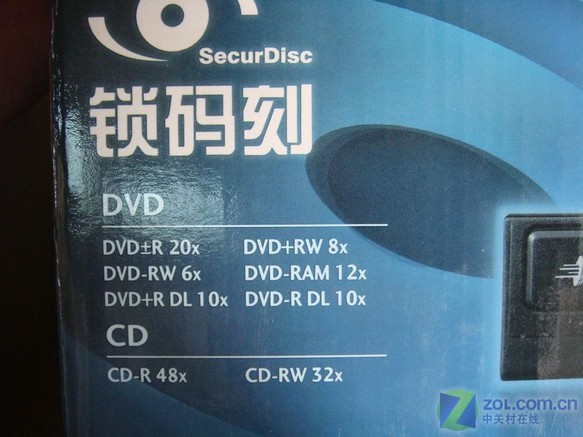 SecurDisc
锁码刻
DVD
DVD±R 20x DVD+RW 8x
DVD-RW 6x DVD-RAM 12x
DVD+R DL 10x DVD-R DL 10x
CD
CD-R 48x CD-RW 32x
Z ZOL.COM.CN
中关村在线